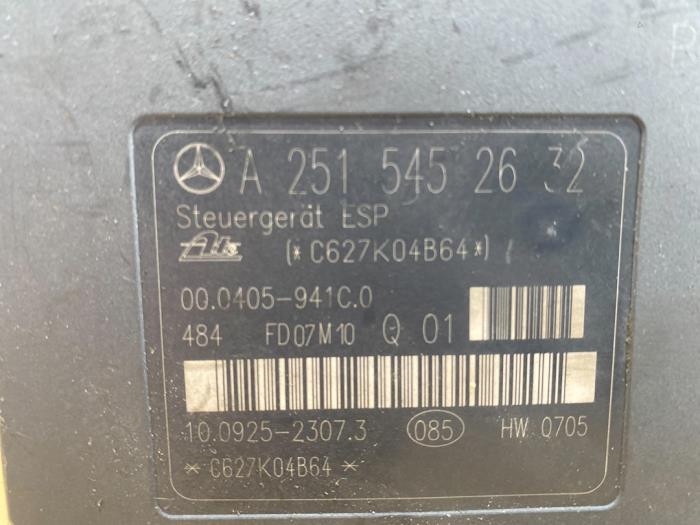 A 251 545 26 32
Steuergerät ESP
Ate (*C627K04B64*)
00.0405-941C.0
484 FD07M10 Q 01
10.0925-2307.3 085 HW 0705
*C627K04B64*